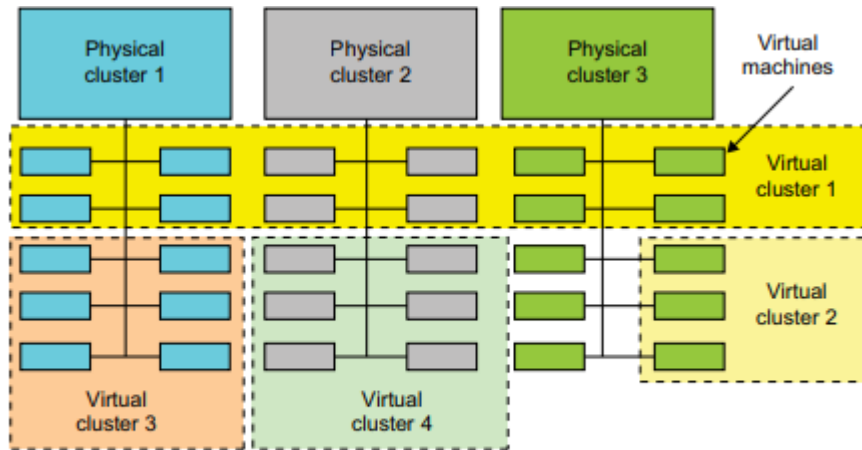 Physical
cluster 1
Physical
cluster 2
Physical
cluster 3
Virtual
machines
Virtual
cluster 1
Virtual
cluster 2
Virtual
cluster 3
Virtual
cluster 4